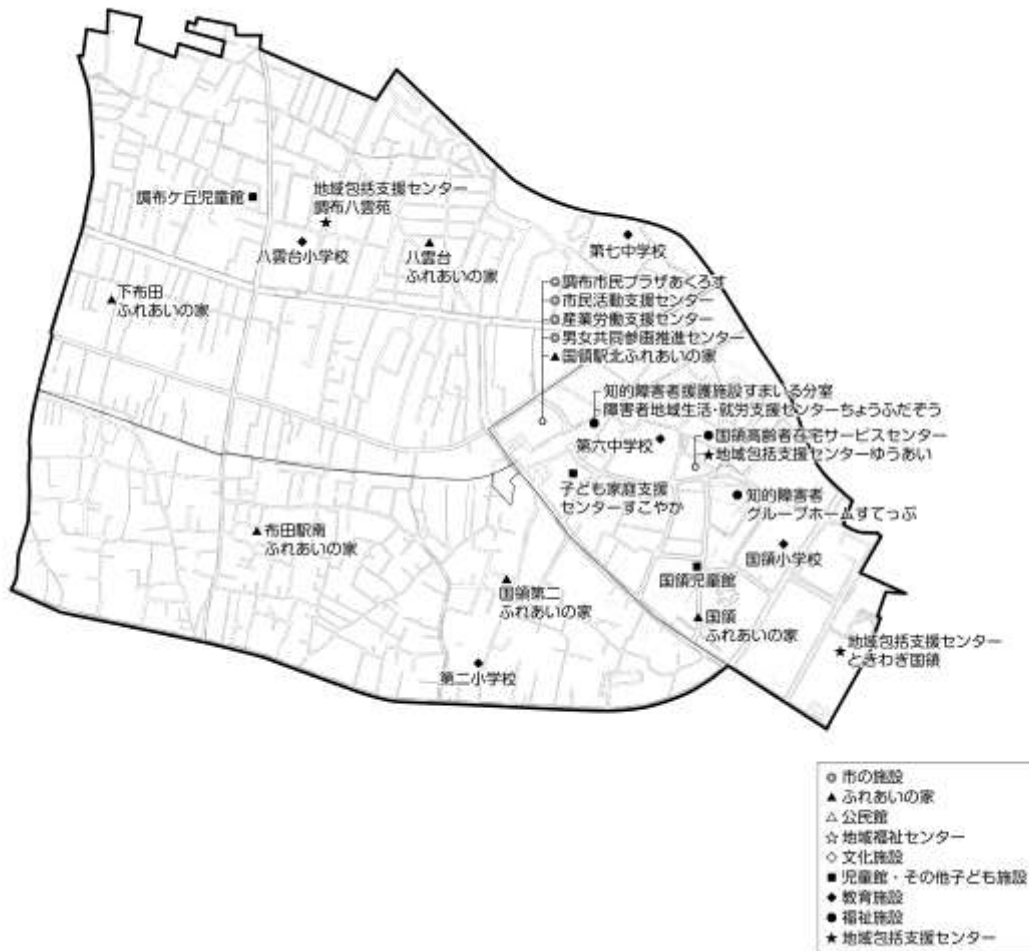 調布ケ丘児童館■
地域包括支援センター
調布八雲苑
★
◆
八雲台小学校
▲
八雲台
ふれあいの家
◆
第七中学校
▲下布田
ふれあいの家
◎調布市民プラザあくろす
◎市民活動支援センター
◎産業労働支援センター
◎男女共同参画推進センター
▲国領駅北ふれあいの家
知的障害者援護施設すまいる分室
障害者地域生活・就労支援センターちょうふだぞう
●
第六中学校◆
●国領高齢者在宅サービスセンター
★地域包括支援センターゆうあい
■
子ども家庭支援
センターすこやか
●知的障害者
グループホームすてっぷ
▲布田駅南
ふれあいの家
◆
国領小学校
■
国領児童館
▲
国領第二
ふれあいの家
▲国領
ふれあいの家
★地域包括支援センター
ときわぎ国領
◆
第二小学校
◎市の施設
▲ふれあいの家
△公民館
☆地域福祉センター
◇文化施設
■児童館・その他子ども施設
◆教育施設
●福祉施設
★地域包括支援センター